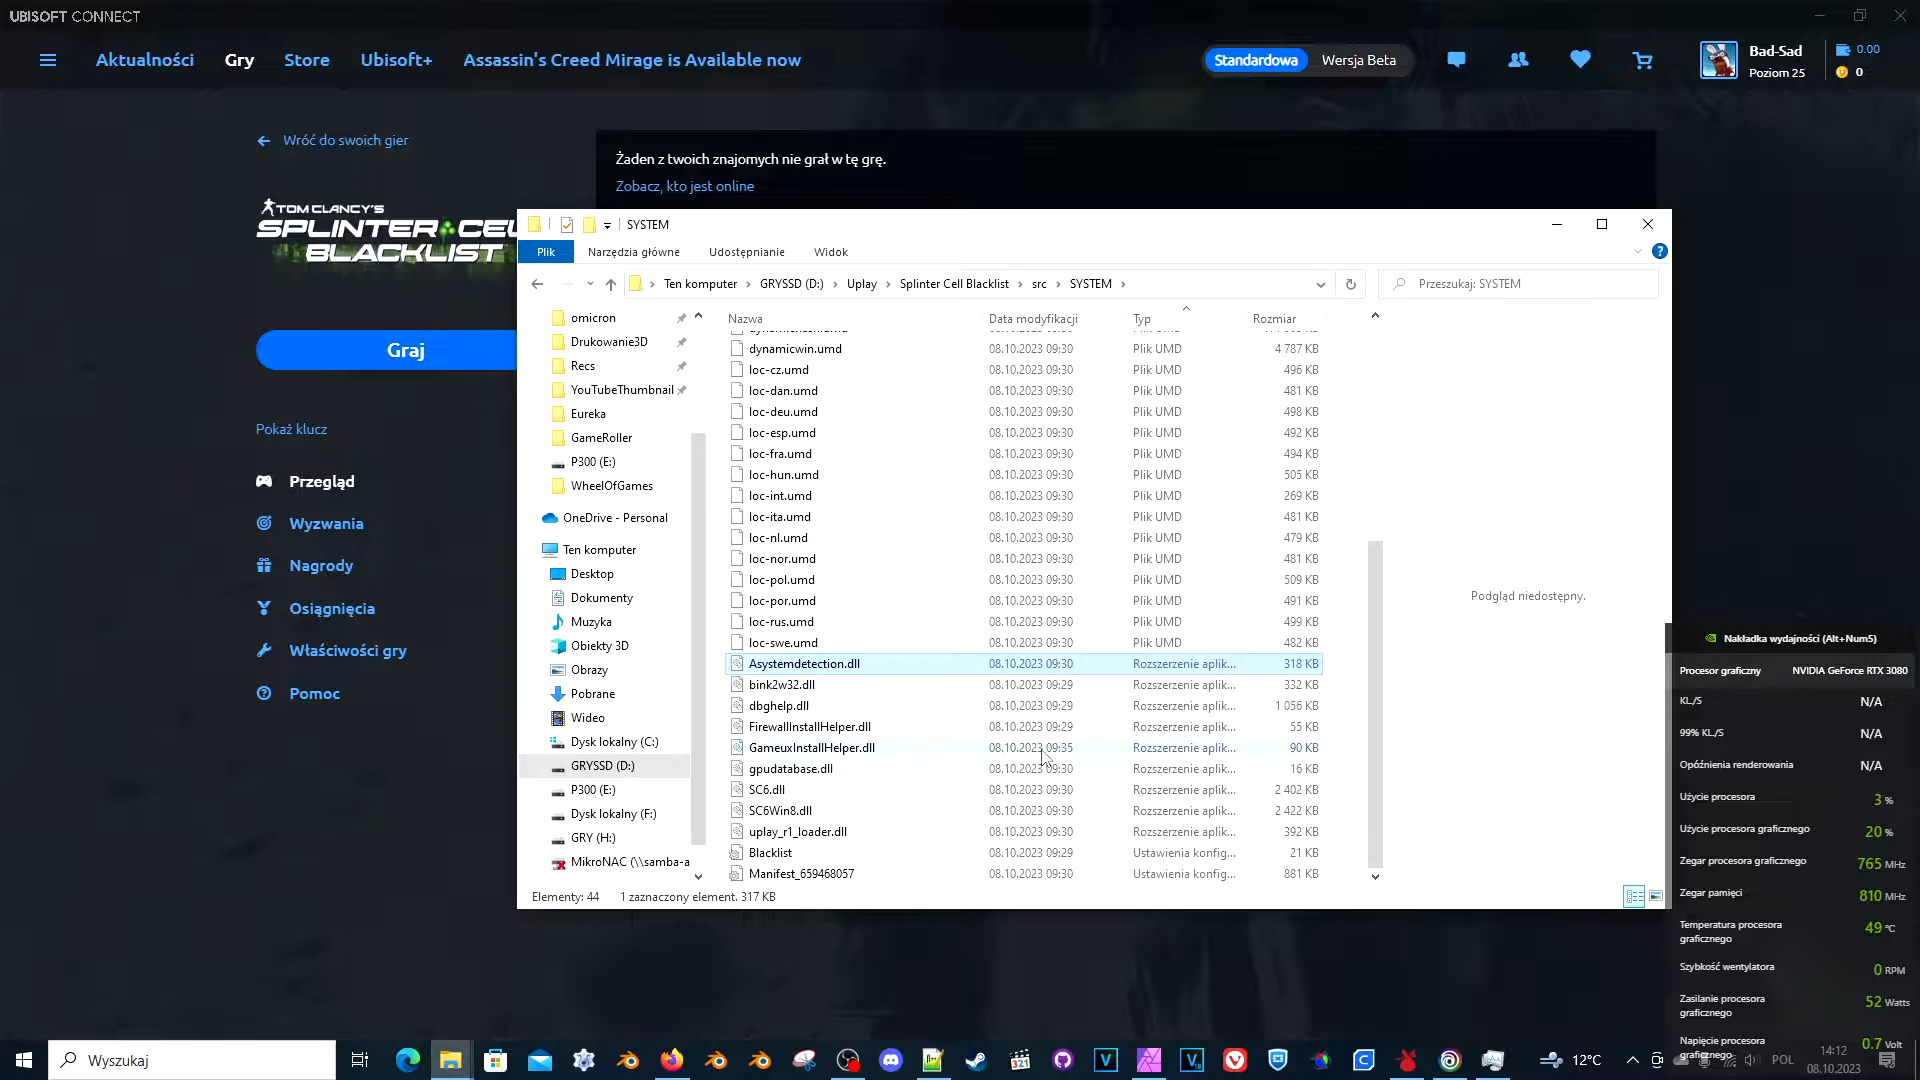 UBISOFT CONNECT
Aktualności
Gry
Store
Ubisoft+
Assassin's Creed Mirage is Available now
Standardowa
Wersja Beta
Bad-Sad
Poziom 25
0.00
0
Wróć do swoich gier
TOM CLANCY'S
SPLINTER CEL
BLACKLIST
Graj
Pokaż klucz
Przegląd
Wyzwania
Nagrody
Osiągnięcia
Właściwości gry
Pomoc
Żaden z twoich znajomych nie grał w tę grę.
Zobacz, kto jest online
SYSTEM
Plik
Narzędzia główne
Udostępnianie
Widok
Ten komputer
GRYSSD (D:)
Uplay
Splinter Cell Blacklist
src
SYSTEM
Przeszukaj: SYSTEM
omicron
Drukowanie3D
Recs
YouTubeThumbnail
Eureka
GameRoller
P300 (E:)
WheelOfGames
OneDrive - Personal
Ten komputer
Desktop
Dokumenty
Muzyka
Obiekty 3D
Obrazy
Pobrane
Wideo
Dysk lokalny (C:)
GRYSSD (D:)
P300 (E:)
Dysk lokalny (F:)
GRY (H:)
MikroNAC (\\samba-a
Nazwa Data modyfikacji Typ Rozmiar
dynamicwin.umd 08.10.2023 09:30 Plik UMD 4 787 KB
loc-cz.umd 08.10.2023 09:30 Plik UMD 496 KB
loc-dan.umd 08.10.2023 09:30 Plik UMD 481 KB
loc-deu.umd 08.10.2023 09:30 Plik UMD 498 KB
loc-esp.umd 08.10.2023 09:30 Plik UMD 492 KB
loc-fra.umd 08.10.2023 09:30 Plik UMD 494 KB
loc-hun.umd 08.10.2023 09:30 Plik UMD 505 KB
loc-int.umd 08.10.2023 09:30 Plik UMD 269 KB
loc-ita.umd 08.10.2023 09:30 Plik UMD 481 KB
loc-nl.umd 08.10.2023 09:30 Plik UMD 479 KB
loc-nor.umd 08.10.2023 09:30 Plik UMD 481 KB
loc-pol.umd 08.10.2023 09:30 Plik UMD 509 KB
loc-por.umd 08.10.2023 09:30 Plik UMD 491 KB
loc-rus.umd 08.10.2023 09:30 Plik UMD 499 KB
loc-swe.umd 08.10.2023 09:30 Plik UMD 482 KB
Asystemdetection.dll 08.10.2023 09:30 Rozszerzenie aplik... 318 KB
bink2w32.dll 08.10.2023 09:29 Rozszerzenie aplik... 332 KB
dbghelp.dll 08.10.2023 09:29 Rozszerzenie aplik... 1 056 KB
FirewallInstallHelper.dll 08.10.2023 09:29 Rozszerzenie aplik... 55 KB
GameuxInstallHelper.dll 08.10.2023 09:35 Rozszerzenie aplik... 90 KB
gpudatabase.dll 08.10.2023 09:30 Rozszerzenie aplik... 16 KB
SC6.dll 08.10.2023 09:30 Rozszerzenie aplik... 2 402 KB
SC6Win8.dll 08.10.2023 09:30 Rozszerzenie aplik... 2 422 KB
uplay_r1_loader.dll 08.10.2023 09:30 Rozszerzenie aplik... 392 KB
Blacklist 08.10.2023 09:29 Ustawienia konfig... 21 KB
Manifest_659468057 08.10.2023 09:30 Ustawienia konfig... 881 KB
Podgląd niedostępny.
Elementy: 44 1 zaznaczony element. 317 KB
Nakładka wydajności (Alt+Num5)
Procesor graficzny NVIDIA GeForce RTX 3080
KL./S N/A
99% KL./S N/A
Opóźnienia renderowania N/A
Użycie procesora 3 %
Użycie procesora graficznego 20 %
Zegar procesora graficznego 765 MHz
Zegar pamięci 810 MHz
Temperatura procesora graficznego 49 °C
Szybkość wentylatora 0 RPM
Zasilanie procesora graficznego 52 Watts
Napięcie procesora graficznego 0.7 Volt
Wyszukaj
12°C
POL
14:12
08.10.2023